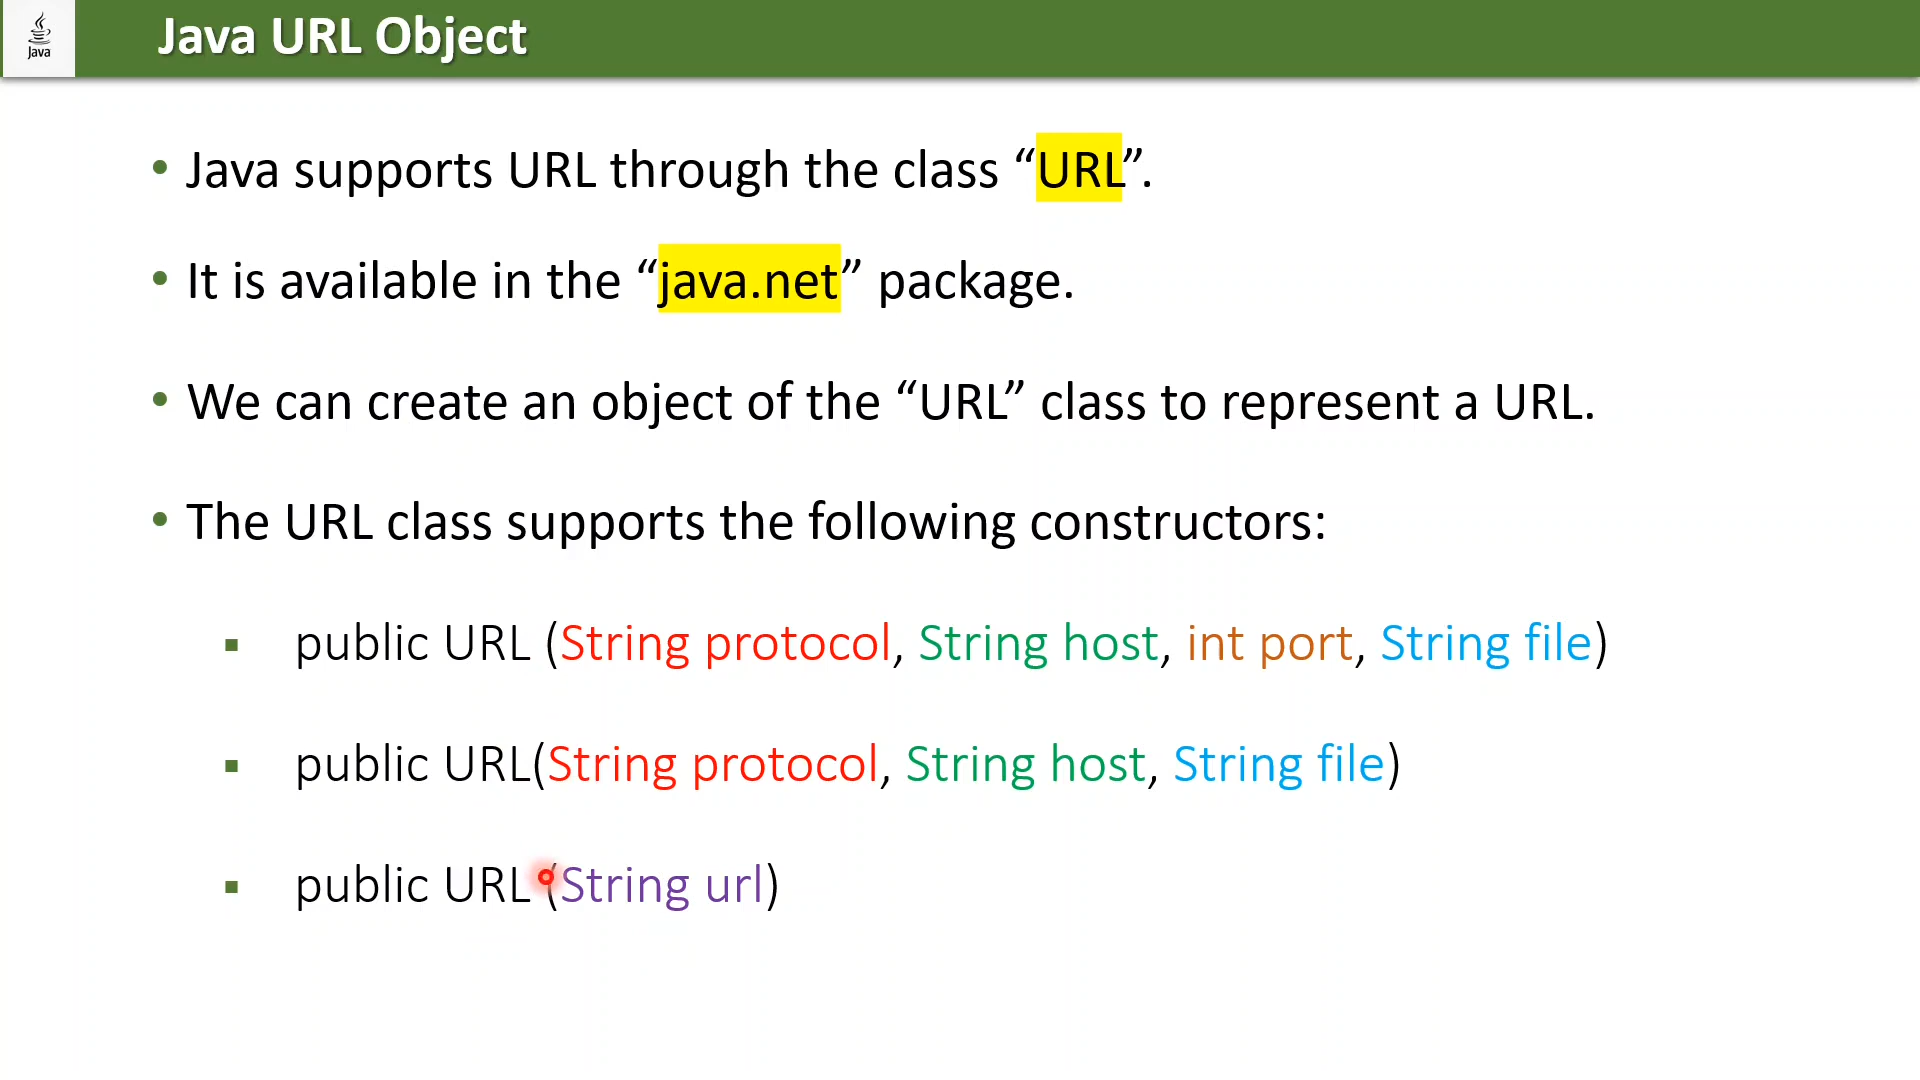 Java
Java URL Object
• Java supports URL through the class “URL”.
• It is available in the “java.net” package.
• We can create an object of the “URL” class to represent a URL.
• The URL class supports the following constructors:
▪ public URL (String protocol, String host, int port, String file)
▪ public URL(String protocol, String host, String file)
▪ public URL (String url)